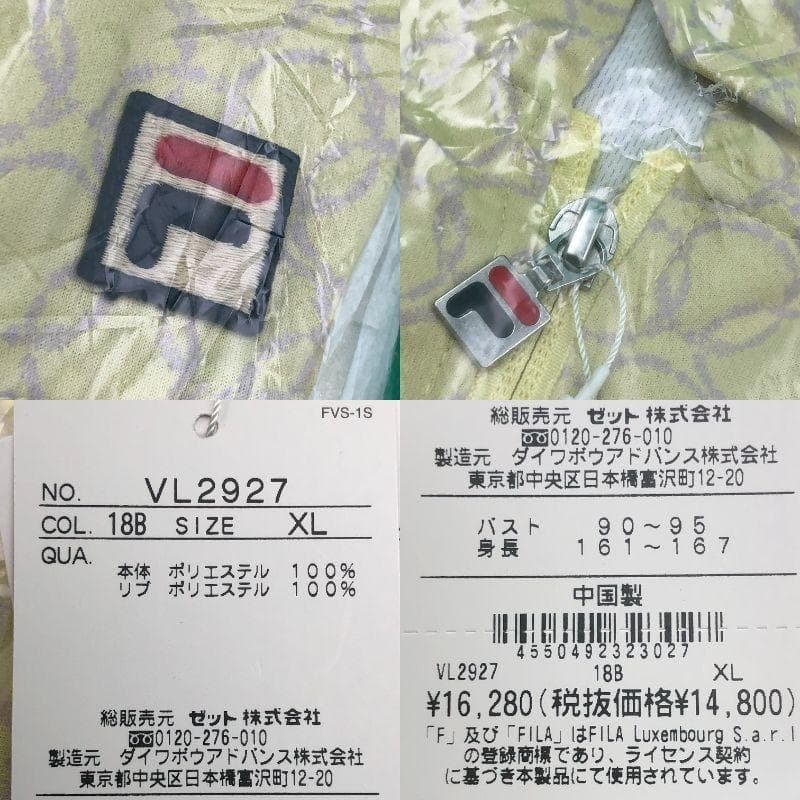 FVS-1S
NO. VL2927
COL. 18B SIZE XL
QUA.
本体 ポリエステル 100%
リブ ポリエステル 100%
総販売元 ゼット株式会社
0120-276-010
製造元 ダイワボウアドバンス株式会社
東京都中央区日本橋富沢町12-20
総販売元 ゼット株式会社
0120-276-010
製造元 ダイワボウアドバンス株式会社
東京都中央区日本橋富沢町12-20
バスト 90～95
身長 161～167
中国製
4550492323027
VL2927 18B XL
¥16,280(税抜価格¥14,800)
「F」及び「FILA」はFILA Luxembourg S.a.r.l
の登録商標であり、ライセンス契約
に基づき本製品にて使用されています。